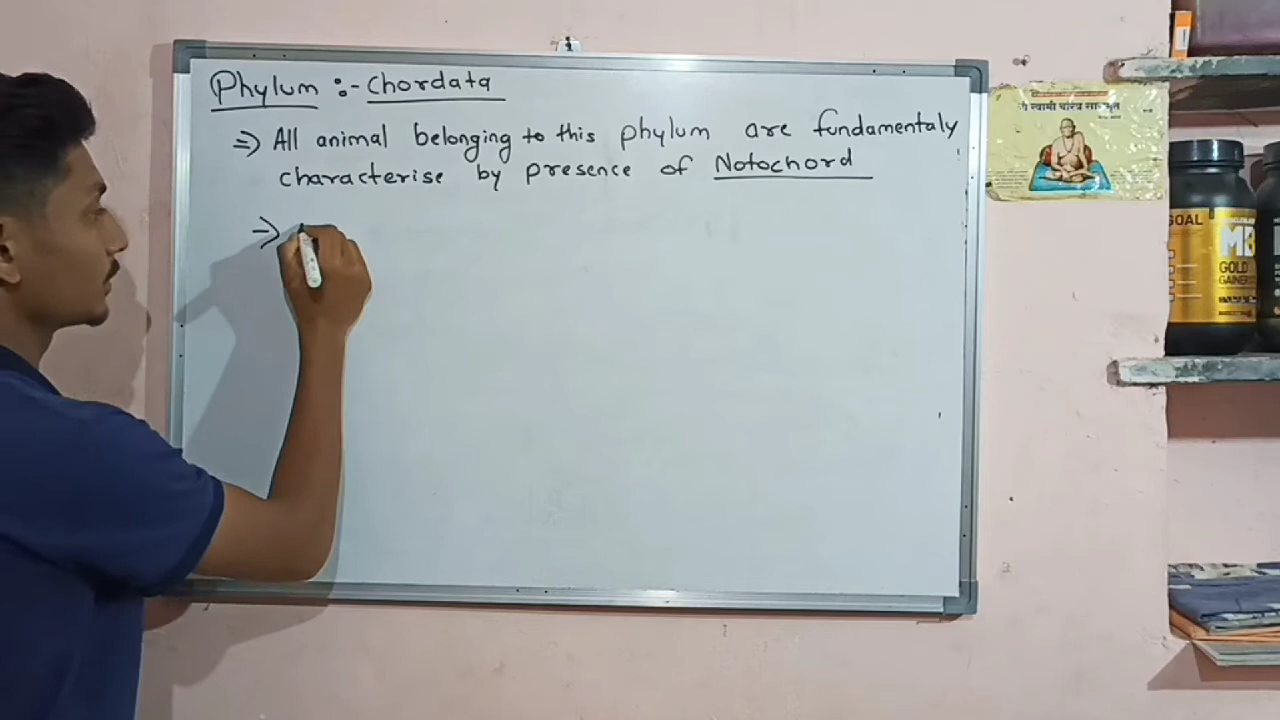 Phylum :- Chordata
=) All animal belonging to this phylum are fundamentaly
characterise by presence of Notochord
-)
श्री स्वामी चरित्र सारामृत
GOAL
MB
GOLD
GAINER